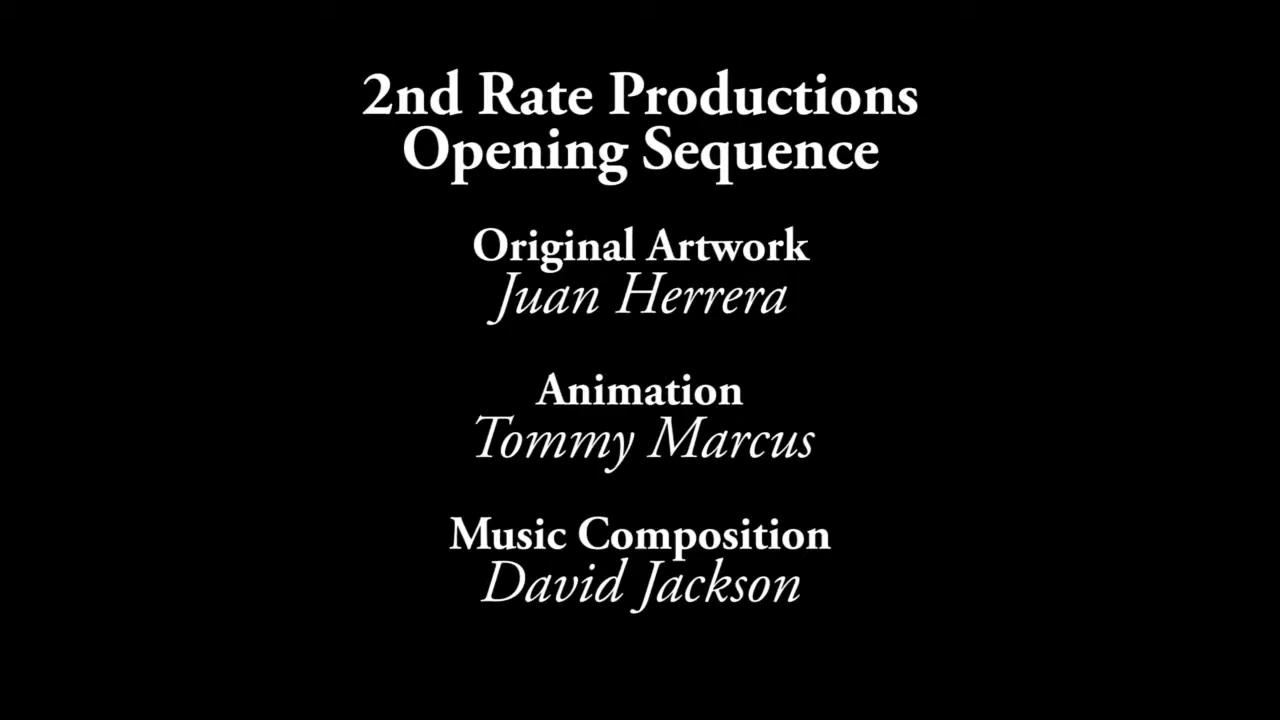 2nd Rate Productions
Opening Sequence
Original Artwork
Juan Herrera
Animation
Tommy Marcus
Music Composition
David Jackson